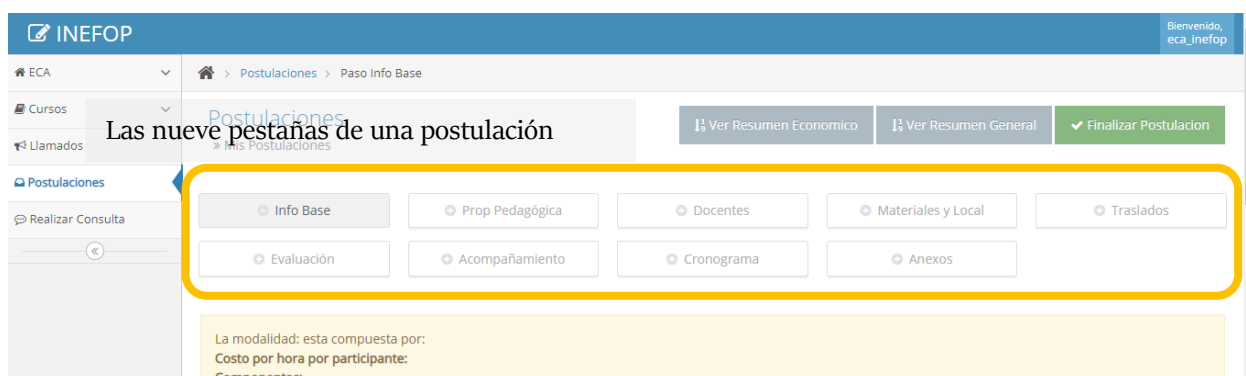 INEFOP
Bienvenido,
eca_inefop
ECA
Postulaciones > Paso Info Base
Cursos
Postulaciones
Las nueve pestañas de una postulación
Ver Resumen Economico
Ver Resumen General
Finalizar Postulacion
Llamados
» Mis Postulaciones
Postulaciones
Info Base
Prop Pedagógica
Docentes
Materiales y Local
Traslados
Realizar Consulta
Evaluación
Acompañamiento
Cronograma
Anexos
La modalidad: esta compuesta por:
Costo por hora por participante:
Componentes: